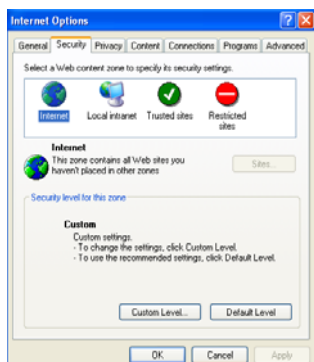 Internet Options
General Security Privacy Content Connections Programs Advanced
Select a Web content zone to specify its security settings.
Internet Local intranet Trusted sites Restricted sites
Internet
This zone contains all Web sites you
haven't placed in other zones
Sites...
Security level for this zone
Custom
Custom settings.
- To change the settings, click Custom Level.
- To use the recommended settings, click Default Level.
Custom Level... Default Level
OK Cancel Apply